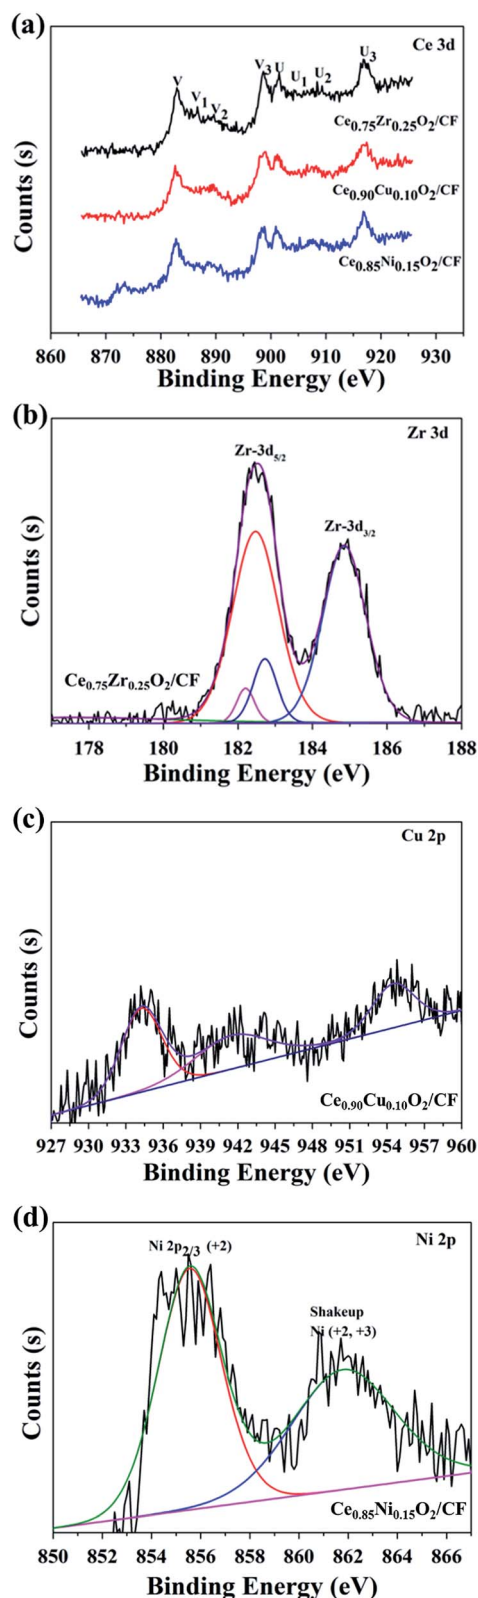 (a)
Ce 3d
V
V1
V2
V3
U
U1
U2
U3
Ce0.75Zr0.25O2/CF
Ce0.90Cu0.10O2/CF
Ce0.85Ni0.15O2/CF
Counts (s)
860 870 880 890 900 910 920 930
Binding Energy (eV)
(b)
Zr 3d
Zr-3d5/2
Zr-3d3/2
Ce0.75Zr0.25O2/CF
Counts (s)
178 180 182 184 186 188
Binding Energy (eV)
(c)
Cu 2p
Counts (s)
Ce0.90Cu0.10O2/CF
927 930 933 936 939 942 945 948 951 954 957 960
Binding Energy (eV)
(d)
Ni 2p
Ni 2p2/3 (+2)
Shakeup
Ni (+2, +3)
Counts (s)
Ce0.85Ni0.15O2/CF
850 852 854 856 858 860 862 864 866
Binding Energy (eV)